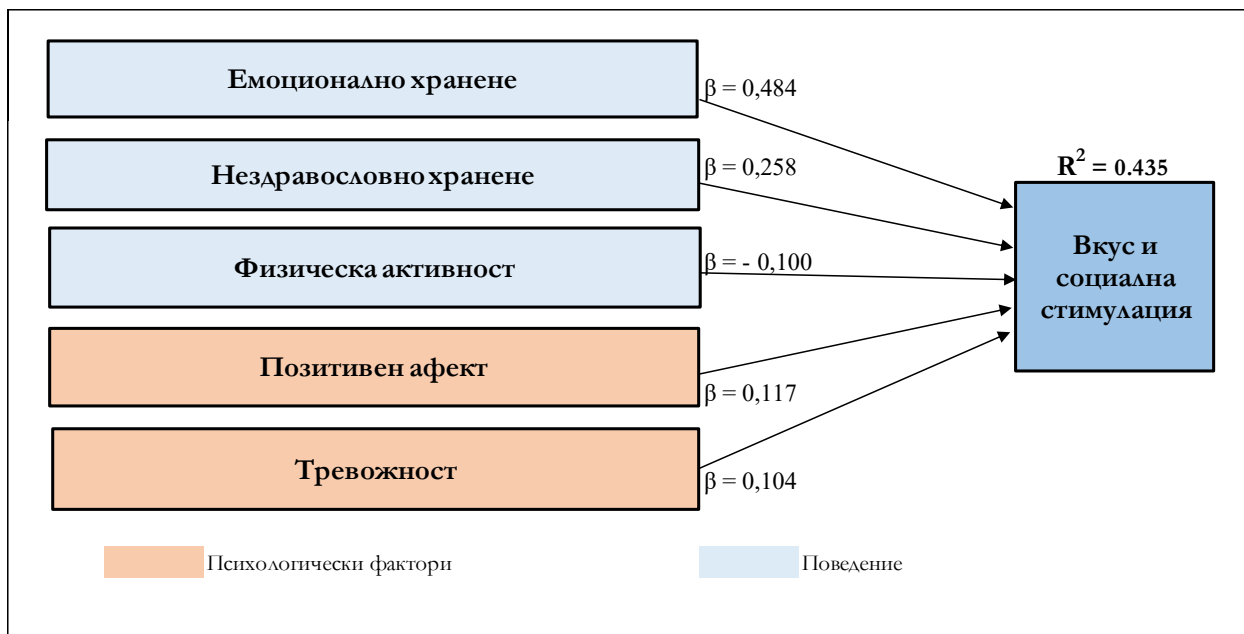 Емоционално хранене
β = 0,484
Нездравословно хранене
β = 0,258
R² = 0.435
Физическа активност
β = - 0,100
Вкус и
социална
стимулация
Позитивен афект
β = 0,117
Тревожност
β = 0,104
Психологически фактори
Поведение